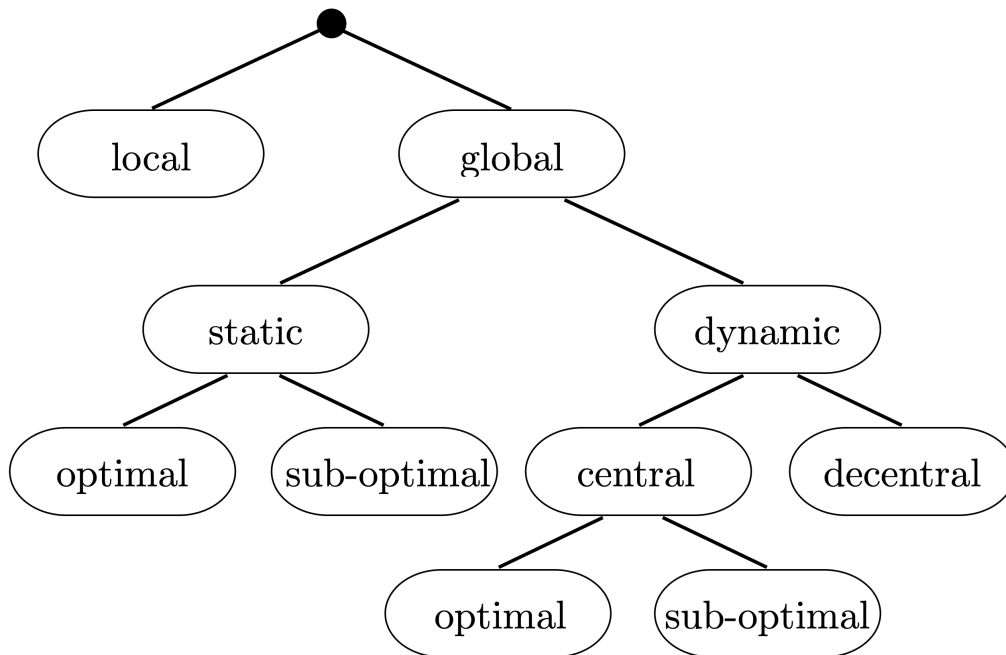 local
global
static
dynamic
optimal
sub-optimal
central
decentral
optimal
sub-optimal